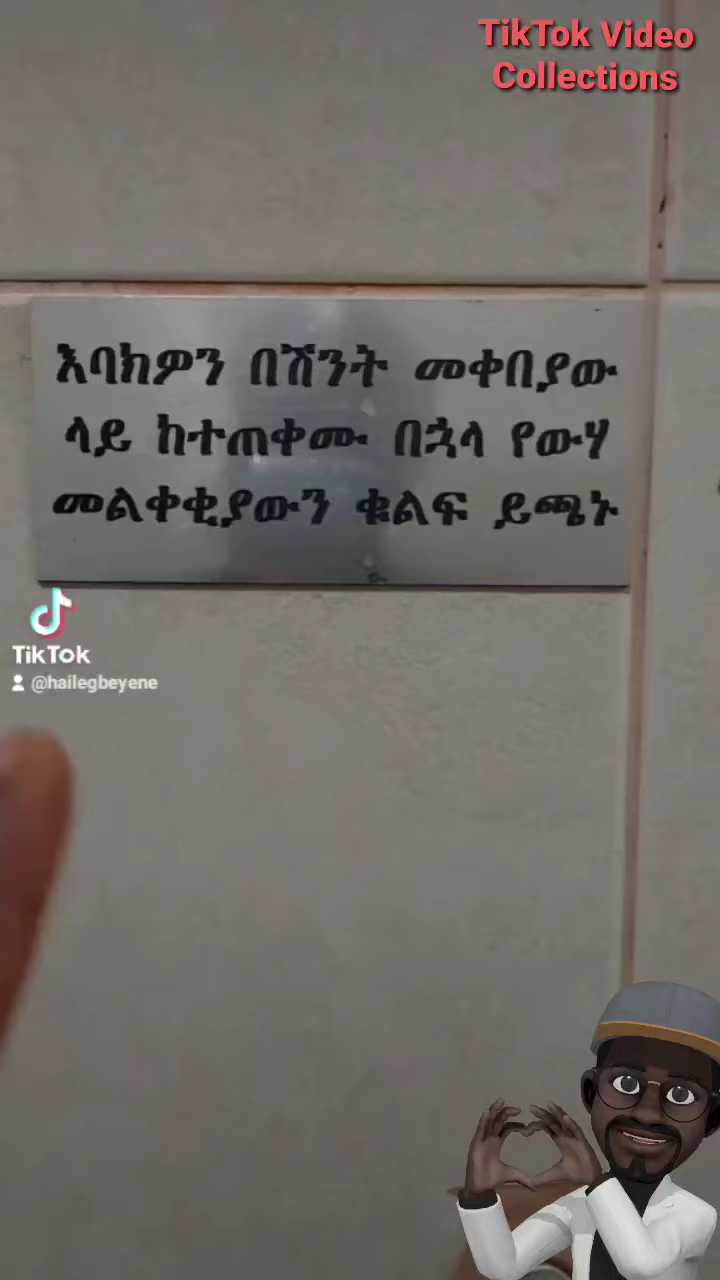 TikTok Video
Collections
እባክዎን በሽንት መቀበያው
ላይ ከተጠቀሙ በኋላ የውሃ
መልቀቂያውን ቁልፍ ይጫኑ
TikTok
@hailegbeyene